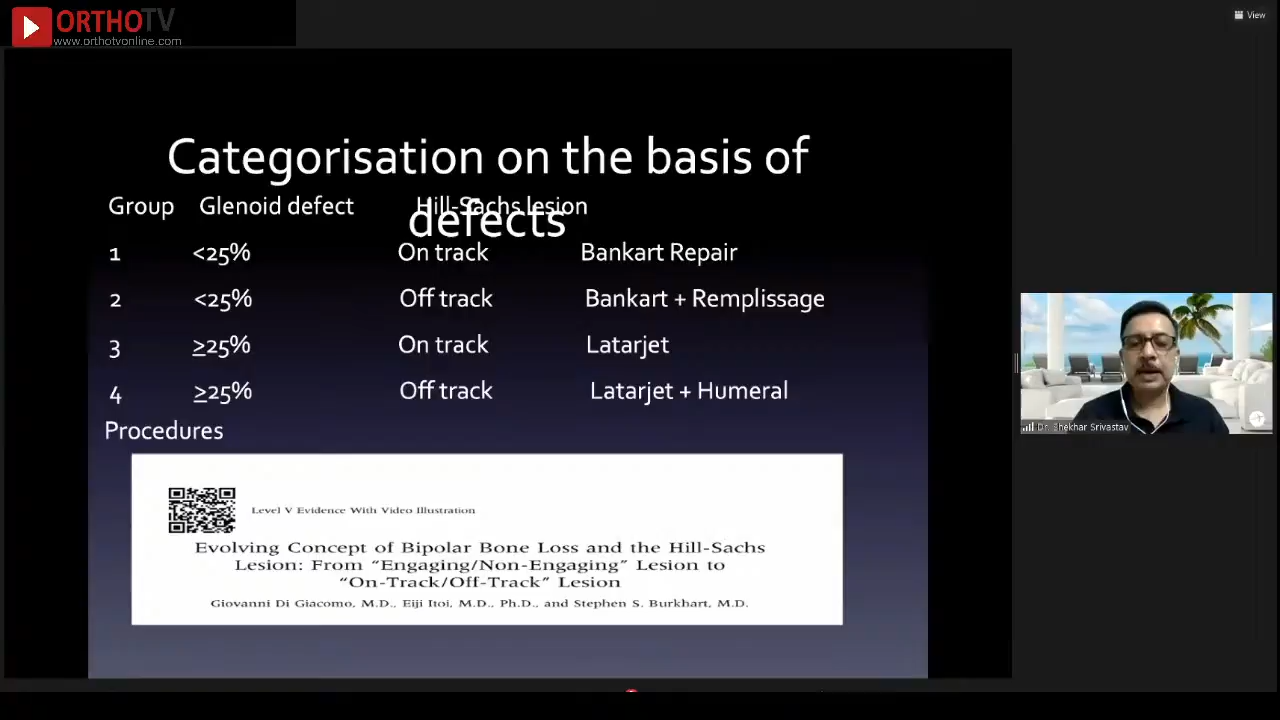 ORTHOTV
www.orthotvonline.com
View
Categorisation on the basis of
defects
Group Glenoid defect Hill-Sachs lesion
1 <25% On track Bankart Repair
2 <25% Off track Bankart + Remplissage
3 ≥25% On track Latarjet
4 ≥25% Off track Latarjet + Humeral
Procedures
Level V Evidence With Video Illustration
Evolving Concept of Bipolar Bone Loss and the Hill-Sachs
Lesion: From “Engaging/Non-Engaging” Lesion to
“On-Track/Off-Track” Lesion
Giovanni Di Giacomo, M.D., Eiji Itoi, M.D., Ph.D., and Stephen S. Burkhart, M.D.
Dr. Shekhar Srivastav